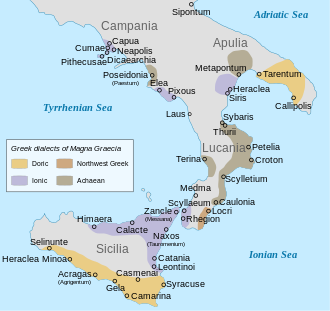 Sipontum
Adriatic Sea
Campania
Capua
Cumae
Neapolis
Dicaearchia
Pithecusae
Apulia
Poseidonia
(Paestum)
Elea
Pixous
Metapontum
Tarentum
Heraclea
Siris
Callipolis
Tyrrhenian Sea
Laus
Sybaris
Thurii
Greek dialects of Magna Graecia
Doric
Northwest Greek
Ionic
Achaean
Lucania
Petelia
Croton
Terina
Scylletium
Medma
Caulonia
Scyllaeum
Locri
Zancle
(Messana)
Rhegion
Himaera
Calacte
Naxos
(Tauromenium)
Selinunte
Sicilia
Ionian Sea
Heraclea Minoa
Catania
Leontinoi
Acragas
(Agrigentum)
Casmenai
Syracuse
Gela
Camarina